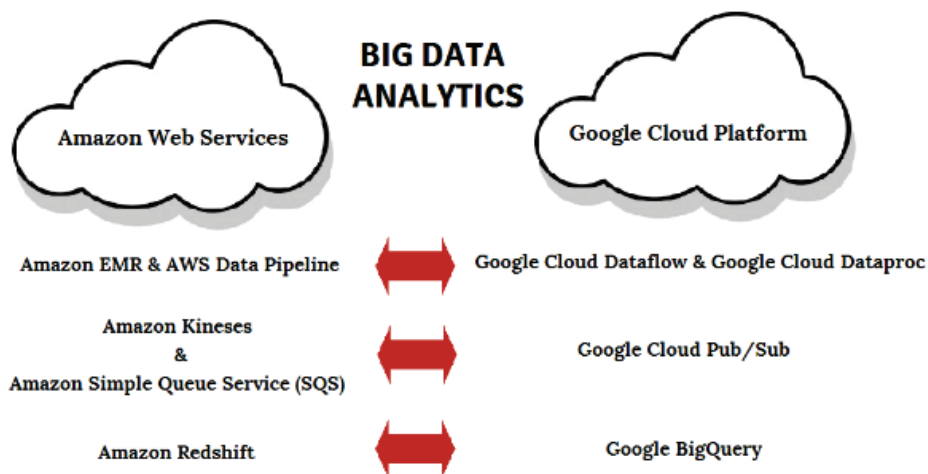 BIG DATA
ANALYTICS
Amazon Web Services
Google Cloud Platform
Amazon EMR & AWS Data Pipeline
Google Cloud Dataflow & Google Cloud Dataproc
Amazon Kineses
&
Amazon Simple Queue Service (SQS)
Google Cloud Pub/Sub
Amazon Redshift
Google BigQuery